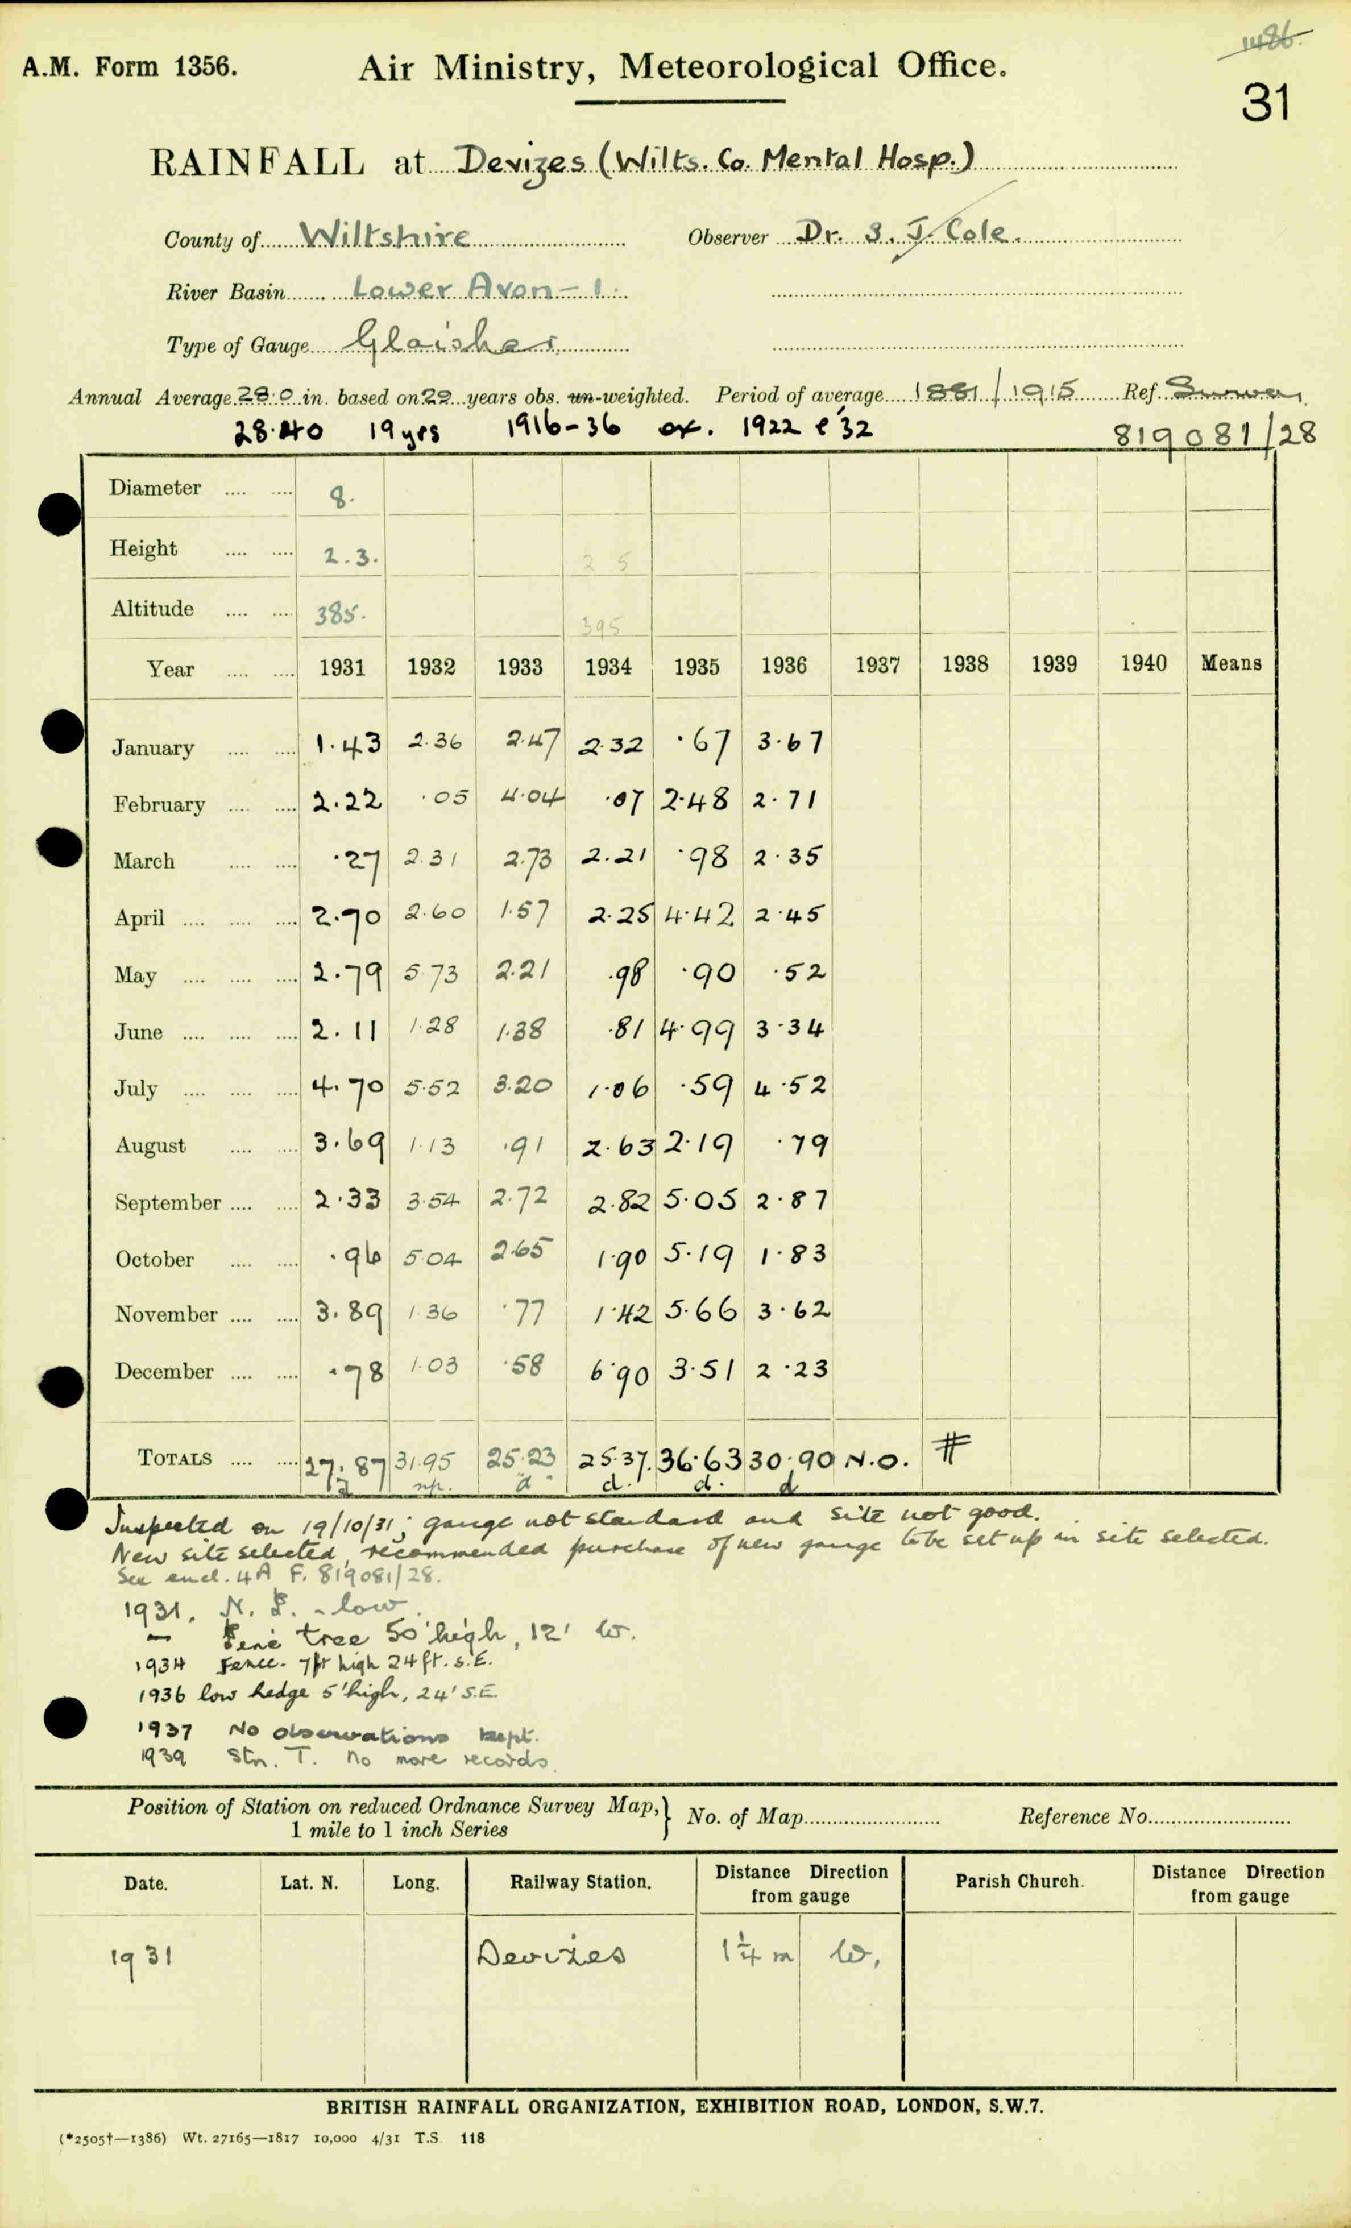 1486.
A.M. Form 1356. Air Ministry, Meteorological Office.
31
RAINFALL at Devizes (Wilts. Co. Mental Hosp.)
County of Wiltshire Observer Dr. S. J. Cole.
River Basin Lower Avon - 1.
Type of Gauge Glaisher
Annual Average 28.0 in. based on 29 years obs. un-weighted. Period of average 1881/1915 Ref. Survey.
28.40 19 yrs 1916-36 ex. 1922 & '32 819081/28
Diameter .... .... 8.
Height .... .... 2.3. 2 5
Altitude .... .... 385. 395
Year .... .... 1931 1932 1933 1934 1935 1936 1937 1938 1939 1940 Means
January .... .... 1.43 2.36 2.47 2.32 .67 3.67
February .... .... 2.22 .05 4.04 .07 2.48 2.71
March .... .... .27 2.31 2.73 2.21 .98 2.35
April .... .... .... 2.70 2.60 1.57 2.25 4.42 2.45
May .... .... .... 2.79 5.73 2.21 .98 .90 .52
June .... .... .... 2.11 1.28 1.38 .81 4.99 3.34
July .... .... .... 4.70 5.52 3.20 1.06 .59 4.52
August .... .... 3.69 1.13 .91 2.63 2.19 .79
September .... .... 2.33 3.54 2.72 2.82 5.05 2.87
October .... .... .96 5.04 2.65 1.90 5.19 1.83
November .... .... 3.89 1.36 .77 1.42 5.66 3.62
December .... .... .78 1.03 .58 6.90 3.51 2.23
TOTALS .... .... 27.87 31.95 25.23 25.37. 36.63 30.90 N.O. #
np. d d. d. d
Inspected on 19/10/31; gauge not standard and site not good.
New site selected, recommended purchase of new gauge to be set up in site selected.
See encl. 4A F. 819081/28.
1931. N. E. - low.
— tree 50' high, 12' W.
1934 Fence. 7ft high 24 ft. S.E.
1936 low hedge 5' high, 24' S.E.
1937 No observations kept.
1939 Stn. T. no more records.
Position of Station on reduced Ordnance Survey Map, } No. of Map Reference No.
1 mile to 1 inch Series
Date. Lat. N. Long. Railway Station. Distance Direction from gauge Parish Church. Distance Direction from gauge
1931 Devizes 1¼ m W.
BRITISH RAINFALL ORGANIZATION, EXHIBITION ROAD, LONDON, S.W.7.
(*2505†—1386) Wt. 27165—1817 10,000 4/31 T.S. 118